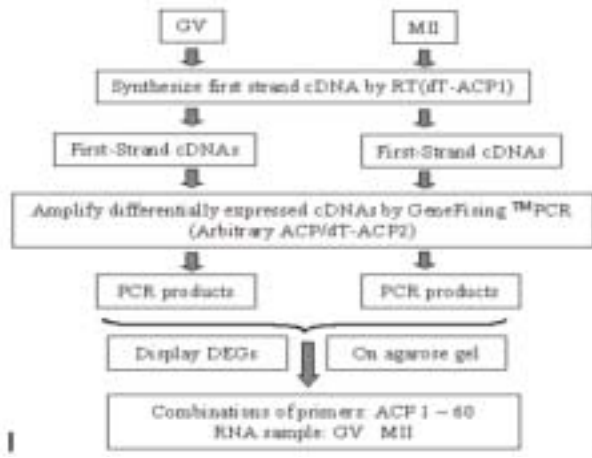 GV MII
Synthesize first strand cDNA by RT(dT-ACP1)
First-Strand cDNAs First-Strand cDNAs
Amplify differentially expressed cDNAs by GeneFising ™PCR
(Arbitrary ACP/dT-ACP2)
PCR products PCR products
Display DEGs On agarose gel
Combinations of primers: ACP 1 ~ 60
RNA sample: GV MII